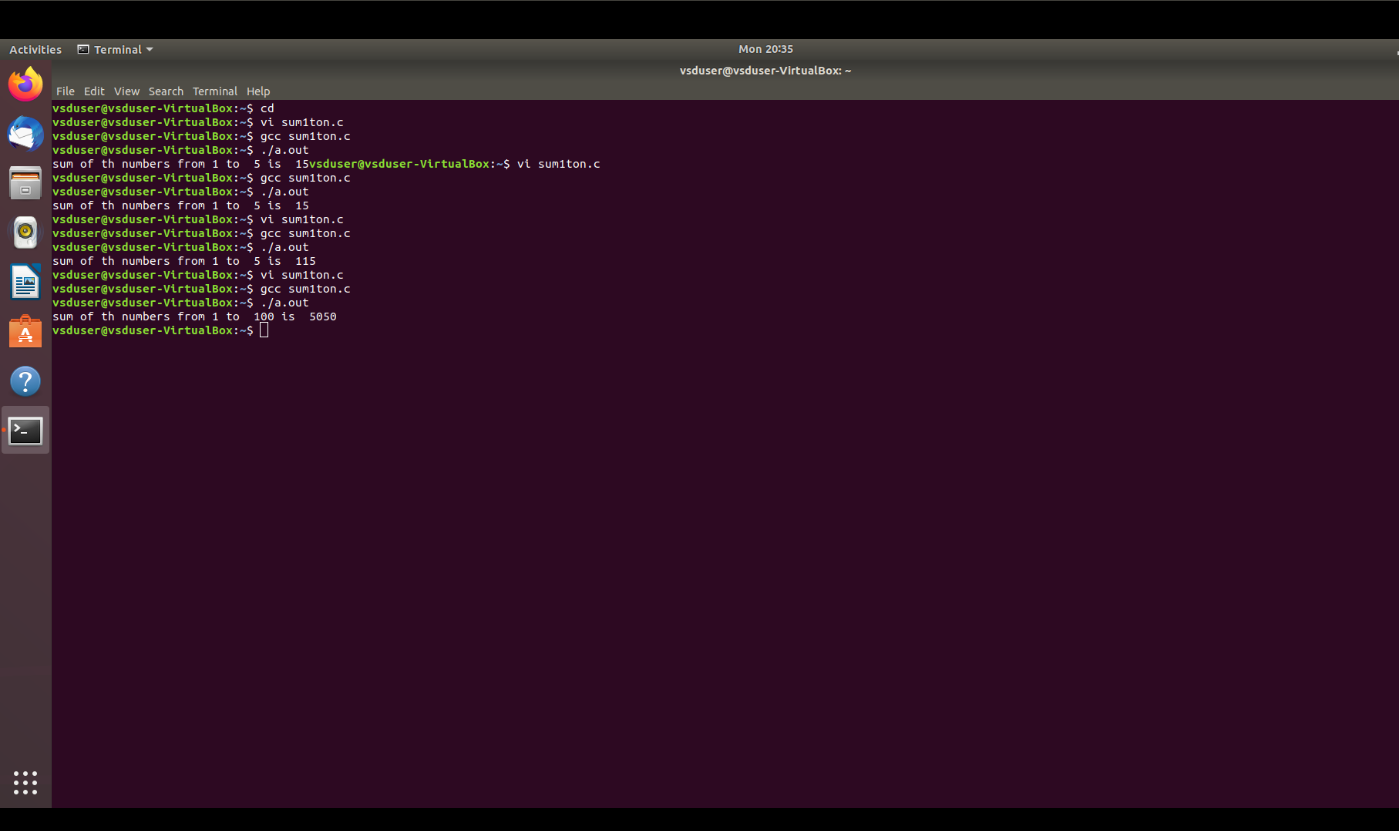 Activities Terminal Mon 20:35
vsduser@vsduser-VirtualBox: ~
File Edit View Search Terminal Help
vsduser@vsduser-VirtualBox:~$ cd
vsduser@vsduser-VirtualBox:~$ vi sum1ton.c
vsduser@vsduser-VirtualBox:~$ gcc sum1ton.c
vsduser@vsduser-VirtualBox:~$ ./a.out
sum of th numbers from 1 to  5 is  15vsduser@vsduser-VirtualBox:~$ vi sum1ton.c
vsduser@vsduser-VirtualBox:~$ gcc sum1ton.c
vsduser@vsduser-VirtualBox:~$ ./a.out
sum of th numbers from 1 to  5 is  15
vsduser@vsduser-VirtualBox:~$ vi sum1ton.c
vsduser@vsduser-VirtualBox:~$ gcc sum1ton.c
vsduser@vsduser-VirtualBox:~$ ./a.out
sum of th numbers from 1 to  5 is  115
vsduser@vsduser-VirtualBox:~$ vi sum1ton.c
vsduser@vsduser-VirtualBox:~$ gcc sum1ton.c
vsduser@vsduser-VirtualBox:~$ ./a.out
sum of th numbers from 1 to  100 is  5050
vsduser@vsduser-VirtualBox:~$